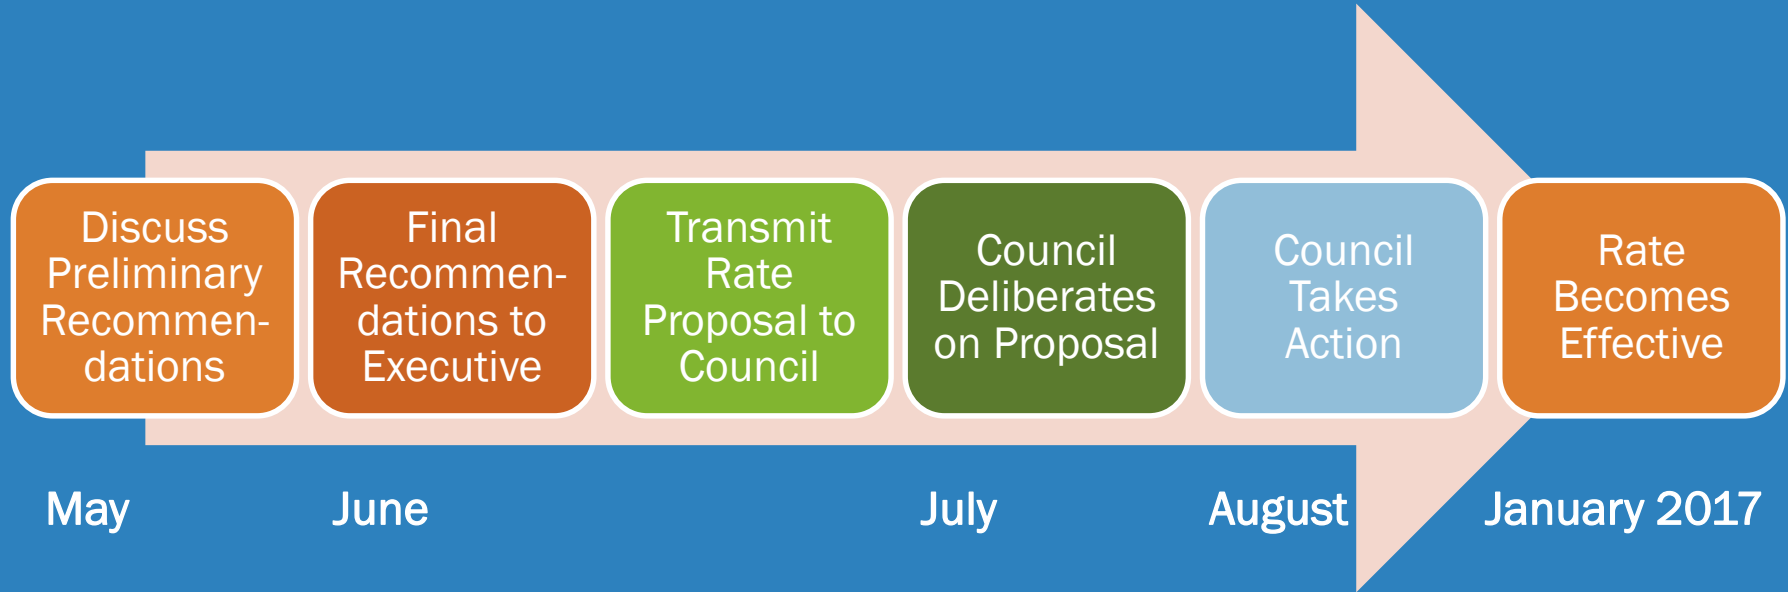 Discuss
Preliminary
Recommen-
dations
Final
Recommen-
dations to
Executive
Transmit
Rate
Proposal to
Council
Council
Deliberates
on Proposal
Council
Takes
Action
Rate
Becomes
Effective
May
June
July
August
January 2017